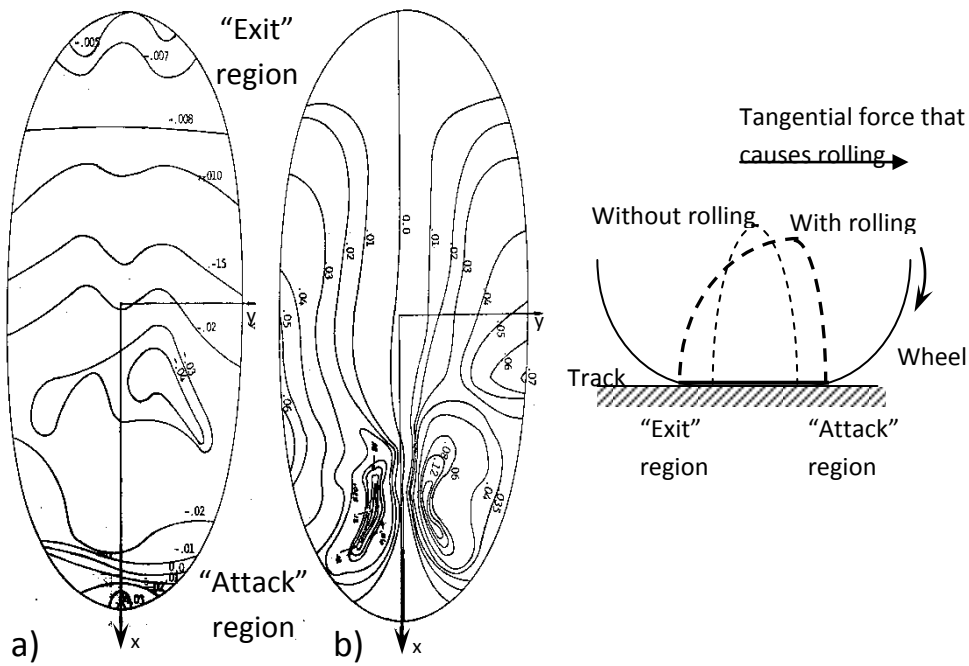 -.005
-.007
-.008
-.010
-.15
-.02
-.03
-.04
y
-.02
-.01
0.0
.01
.02
.03
x
a)
“Exit”
region
“Attack”
region
b)
0.0
.01
.02
.03
.04
.05
.06
.01
.02
.03
.04
.05
.06
.07
y
.08
.12
.06
.04
.035
x
Tangential force that
causes rolling
Without rolling
With rolling
Wheel
Track
“Exit”
region
“Attack”
region